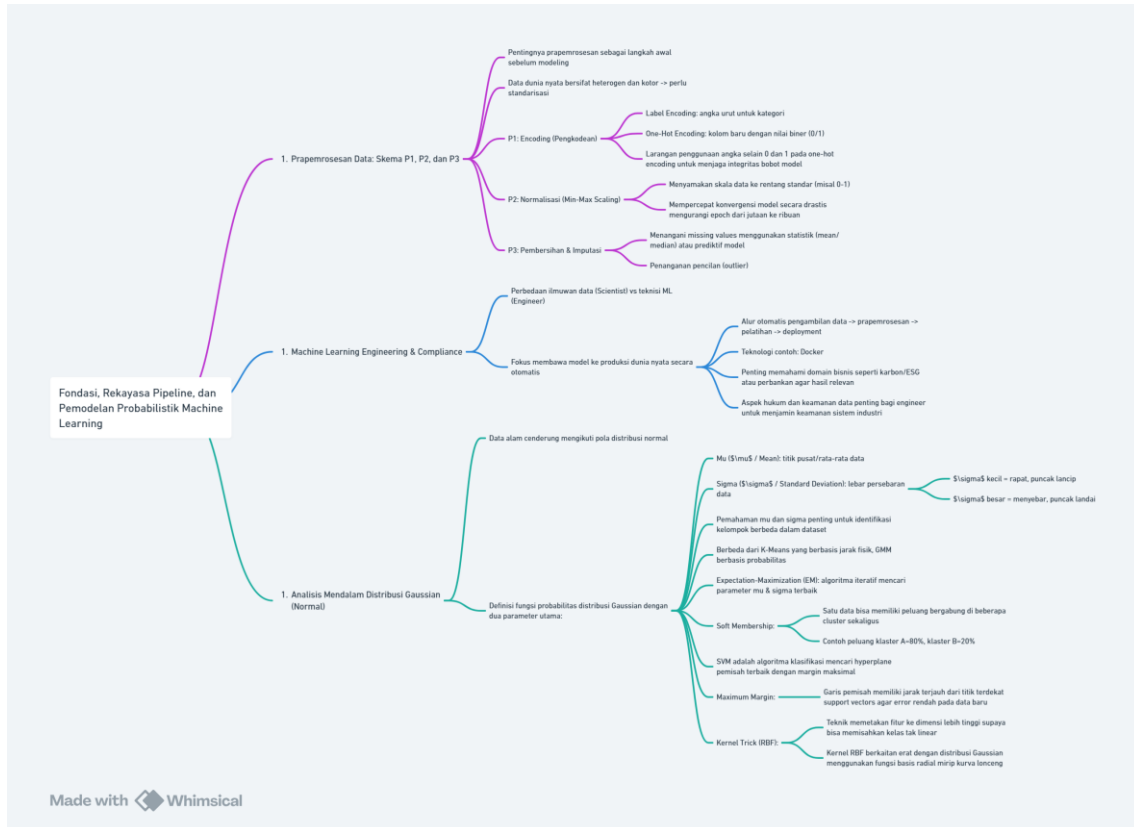 Fondasi, Rekayasa Pipeline, dan
Pemodelan Probabilistik Machine
Learning
1. Prapemrosesan Data: Skema P1, P2, dan P3
Pentingnya prapemrosesan sebagai langkah awal
sebelum modeling
Data dunia nyata bersifat heterogen dan kotor -> perlu
standarisasi
P1: Encoding (Pengkodean)
Label Encoding: angka urut untuk kategori
One-Hot Encoding: kolom baru dengan nilai biner (0/1)
Larangan penggunaan angka selain 0 dan 1 pada one-hot
encoding untuk menjaga integritas bobot model
P2: Normalisasi (Min-Max Scaling)
Menyamakan skala data ke rentang standar (misal 0-1)
Mempercepat konvergensi model secara drastis
mengurangi epoch dari jutaan ke ribuan
P3: Pembersihan & Imputasi
Menangani missing values menggunakan statistik (mean/
median) atau prediktif model
Penanganan pencilan (outlier)
1. Machine Learning Engineering & Compliance
Perbedaan ilmuwan data (Scientist) vs teknisi ML
(Engineer)
Fokus membawa model ke produksi dunia nyata secara
otomatis
Alur otomatis pengambilan data -> prapemrosesan ->
pelatihan -> deployment
Teknologi contoh: Docker
Penting memahami domain bisnis seperti karbon/ESG
atau perbankan agar hasil relevan
Aspek hukum dan keamanan data penting bagi engineer
untuk menjamin keamanan sistem industri
1. Analisis Mendalam Distribusi Gaussian
(Normal)
Data alam cenderung mengikuti pola distribusi normal
Definisi fungsi probabilitas distribusi Gaussian dengan
dua parameter utama:
Mu ($\mu$ / Mean): titik pusat/rata-rata data
Sigma ($\sigma$ / Standard Deviation): lebar persebaran
data
$\sigma$ kecil = rapat, puncak lancip
$\sigma$ besar = menyebar, puncak landai
Pemahaman mu dan sigma penting untuk identifikasi
kelompok berbeda dalam dataset
Berbeda dari K-Means yang berbasis jarak fisik, GMM
berbasis probabilitas
Expectation-Maximization (EM): algoritma iteratif mencari
parameter mu & sigma terbaik
Soft Membership:
Satu data bisa memiliki peluang bergabung di beberapa
cluster sekaligus
Contoh peluang klaster A=80%, klaster B=20%
SVM adalah algoritma klasifikasi mencari hyperplane
pemisah terbaik dengan margin maksimal
Maximum Margin:
Garis pemisah memiliki jarak terjauh dari titik terdekat
support vectors agar error rendah pada data baru
Kernel Trick (RBF):
Teknik memetakan fitur ke dimensi lebih tinggi supaya
bisa memisahkan kelas tak linear
Kernel RBF berkaitan erat dengan distribusi Gaussian
menggunakan fungsi basis radial mirip kurva lonceng
Made with Whimsical